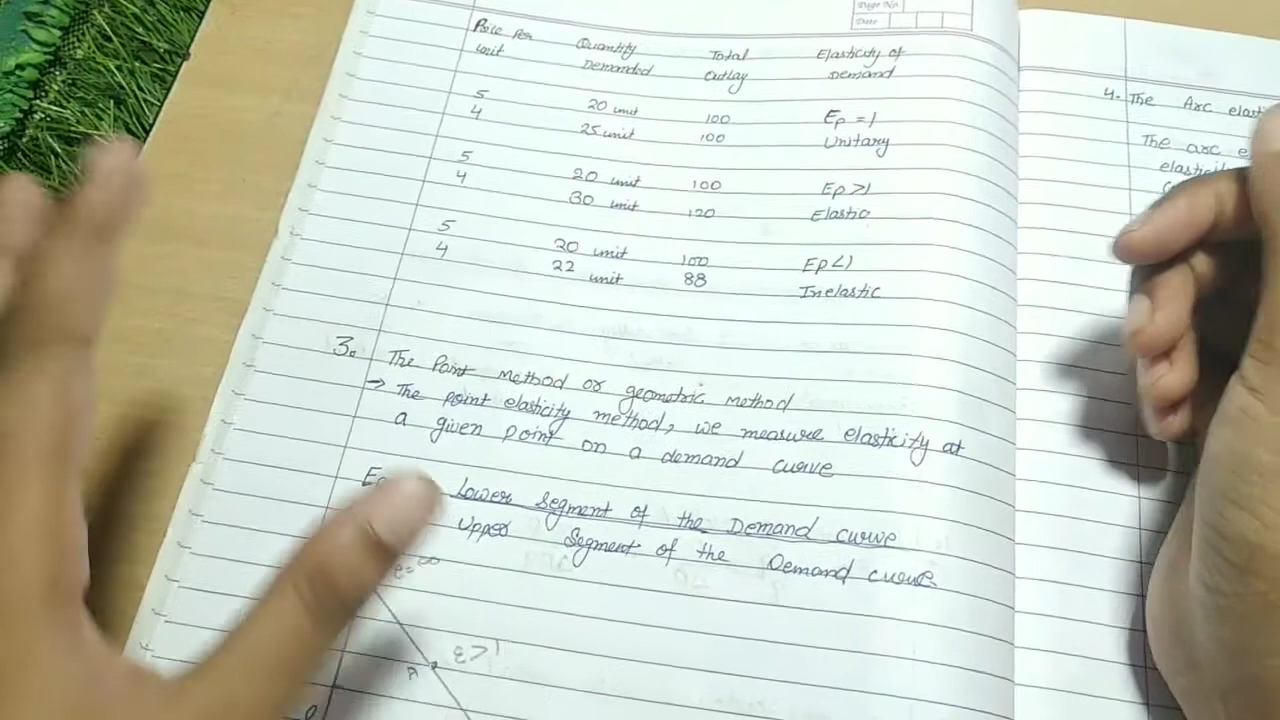 Page No
Date
Price Per unit
Quantity Demanded
Total Outlay
Elasticity of Demand
5 20 unit 100 Ep =1
4 25 unit 100 Unitary
5 20 unit 100 Ep >1
4 30 unit 120 Elastic
5 20 unit 100 Ep<1
4 22 unit 88 Inelastic
3. The Point method or geometric method
→ The point elasticity method, we measure elasticity at
a given point on a demand curve
Lower Segment of the Demand curve
Upper Segment of the Demand curve
e=∞
e>1
A
4. The Arc
The arc